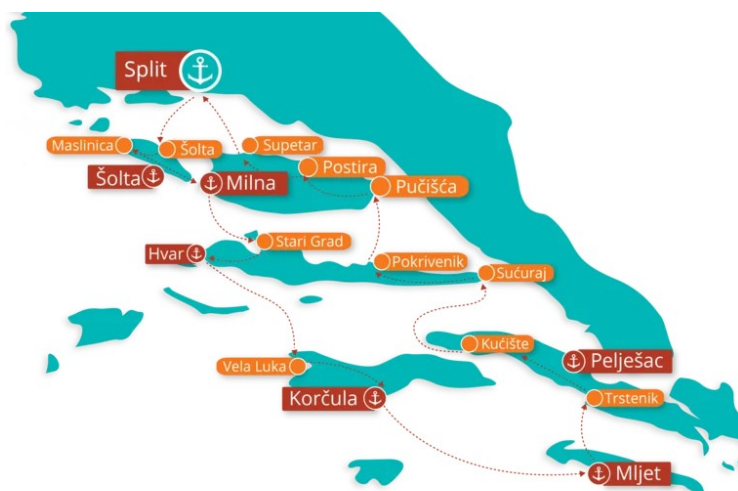 Split
Maslinica
Šolta
Supetar
Postira
Šolta
Milna
Pučišća
Stari Grad
Hvar
Pokrivenik
Sućuraj
Kućište
Vela Luka
Pelješac
Korčula
Trstenik
Mljet